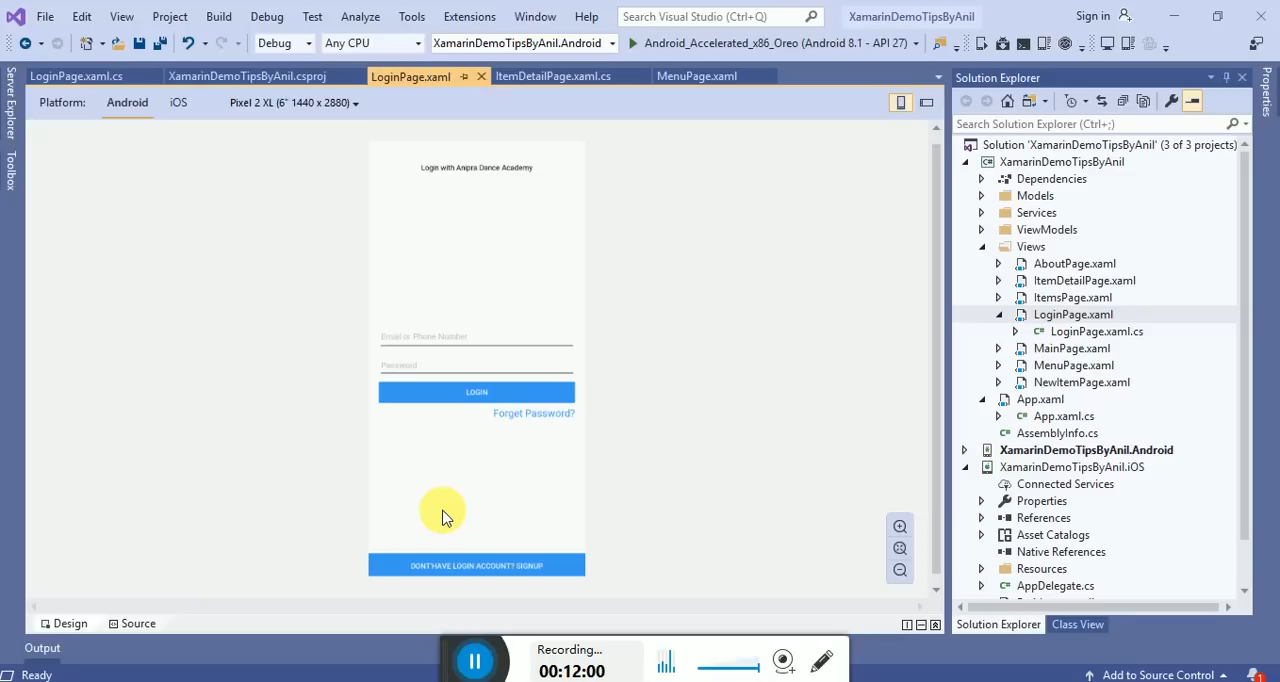 File Edit View Project Build Debug Test Analyze Tools Extensions Window Help Search Visual Studio (Ctrl+Q) XamarinDemoTipsByAnil Sign in
Debug Any CPU XamarinDemoTipsByAnil.Android Android_Accelerated_x86_Oreo (Android 8.1 - API 27)
Server Explorer
Toolbox
LoginPage.xaml.cs XamarinDemoTipsByAnil.csproj LoginPage.xaml ItemDetailPage.xaml.cs MenuPage.xaml
Platform: Android iOS Pixel 2 XL (6" 1440 x 2880)
Login with Anipra Dance Academy
Email or Phone Number
Password
LOGIN
Forget Password?
DONT'HAVE LOGIN ACCOUNT? SIGNUP
Design Source
Solution Explorer
Search Solution Explorer (Ctrl+;)
Solution 'XamarinDemoTipsByAnil' (3 of 3 projects)
XamarinDemoTipsByAnil
Dependencies
Models
Services
ViewModels
Views
AboutPage.xaml
ItemDetailPage.xaml
ItemsPage.xaml
LoginPage.xaml
LoginPage.xaml.cs
MainPage.xaml
MenuPage.xaml
NewItemPage.xaml
App.xaml
App.xaml.cs
AssemblyInfo.cs
XamarinDemoTipsByAnil.Android
XamarinDemoTipsByAnil.iOS
Connected Services
Properties
References
Asset Catalogs
Native References
Resources
AppDelegate.cs
Solution Explorer Class View
Properties
Output
Recording...
00:12:00
Ready Add to Source Control 1